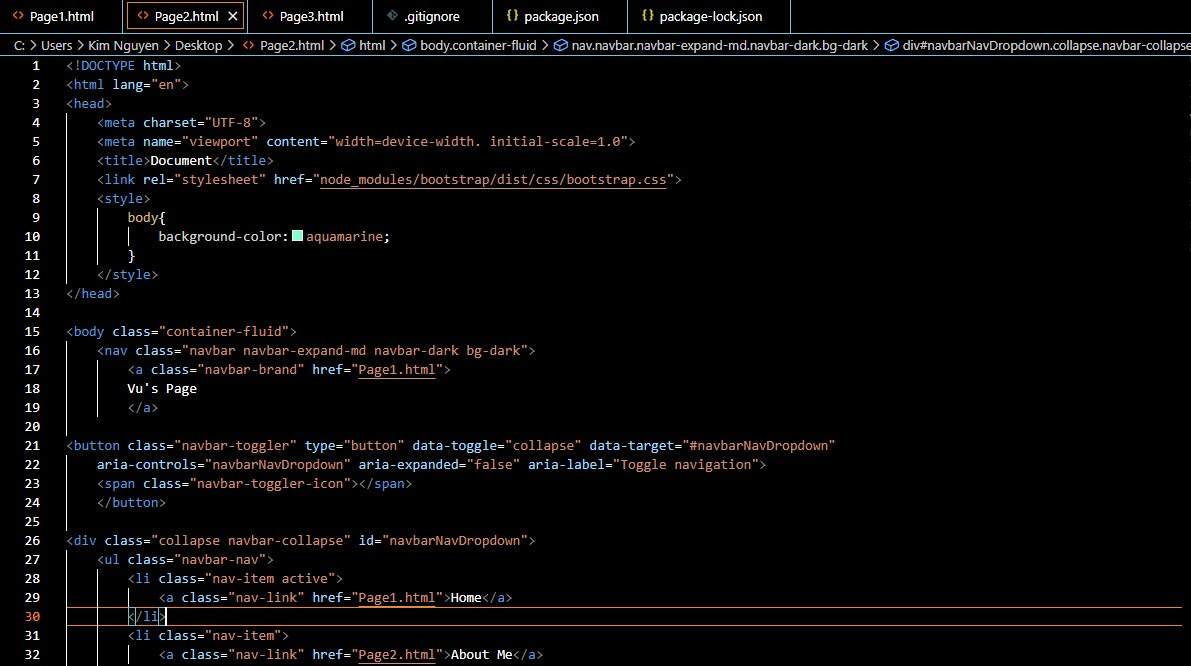 Page1.html Page2.html Page3.html .gitignore {} package.json {} package-lock.json
C: > Users > Kim Nguyen > Desktop > Page2.html > html > body.container-fluid > nav.navbar.navbar-expand-md.navbar-dark.bg-dark > div#navbarNavDropdown.collapse.navbar-collapse
1 <!DOCTYPE html>
2 <html lang="en">
3 <head>
4 <meta charset="UTF-8">
5 <meta name="viewport" content="width=device-width. initial-scale=1.0">
6 <title>Document</title>
7 <link rel="stylesheet" href="node_modules/bootstrap/dist/css/bootstrap.css">
8 <style>
9 body{
10 background-color: aquamarine;
11 }
12 </style>
13 </head>
14
15 <body class="container-fluid">
16 <nav class="navbar navbar-expand-md navbar-dark bg-dark">
17 <a class="navbar-brand" href="Page1.html">
18 Vu's Page
19 </a>
20
21 <button class="navbar-toggler" type="button" data-toggle="collapse" data-target="#navbarNavDropdown"
22 aria-controls="navbarNavDropdown" aria-expanded="false" aria-label="Toggle navigation">
23 <span class="navbar-toggler-icon"></span>
24 </button>
25
26 <div class="collapse navbar-collapse" id="navbarNavDropdown">
27 <ul class="navbar-nav">
28 <li class="nav-item active">
29 <a class="nav-link" href="Page1.html">Home</a>
30 </li>
31 <li class="nav-item">
32 <a class="nav-link" href="Page2.html">About Me</a>